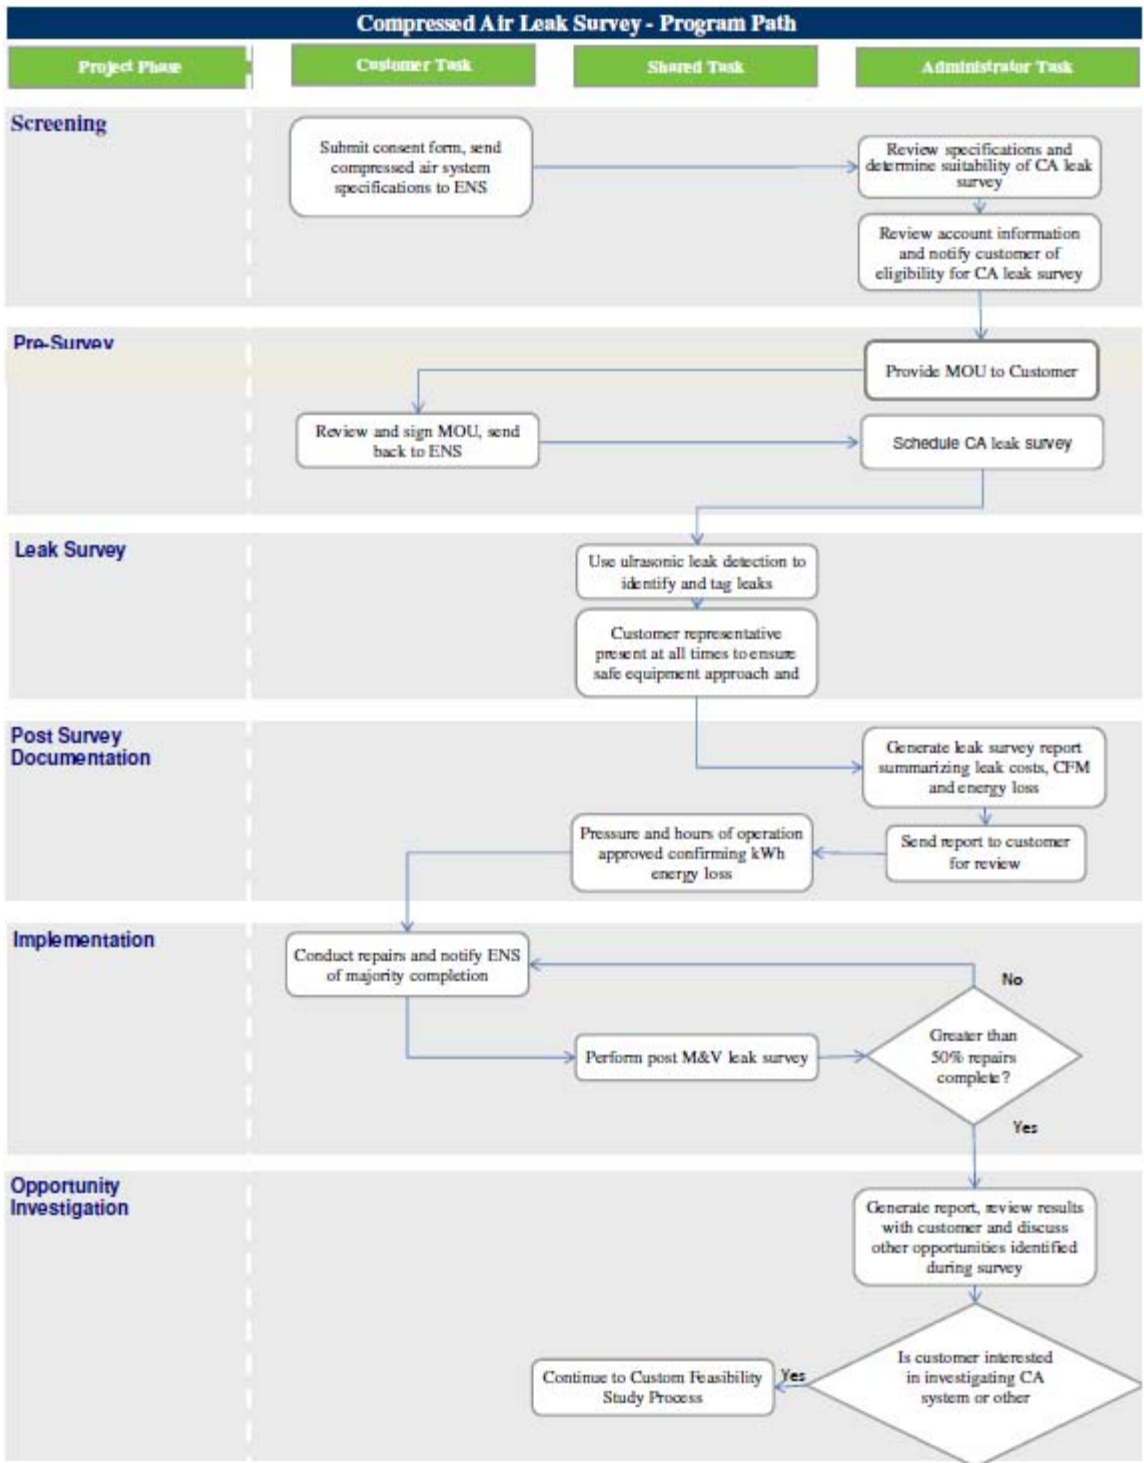 Compressed Air Leak Survey - Program Path
Project Phase
Customer Task
Shared Task
Administrator Task
Screening
Submit consent form, send
compressed air system
specifications to ENS
Review specifications and
determine suitability of CA leak
survey
Review account information
and notify customer of
eligibility for CA leak survey
Pre-Survey
Provide MOU to Customer
Review and sign MOU, send
back to ENS
Schedule CA leak survey
Leak Survey
Use ulrasonic leak detection to
identify and tag leaks
Customer representative
present at all times to ensure
safe equipment approach and
Post Survey
Documentation
Generate leak survey report
summarizing leak costs, CFM
and energy loss
Send report to customer
for review
Pressure and hours of operation
approved confirming kWh
energy loss
Implementation
Conduct repairs and notify ENS
of majority completion
No
Greater than
50% repairs
complete?
Perform post M&V leak survey
Yes
Opportunity
Investigation
Generate report, review results
with customer and discuss
other opportunities identified
during survey
Is customer interested
in investigating CA
system or other
Yes
Continue to Custom Feasibility
Study Process